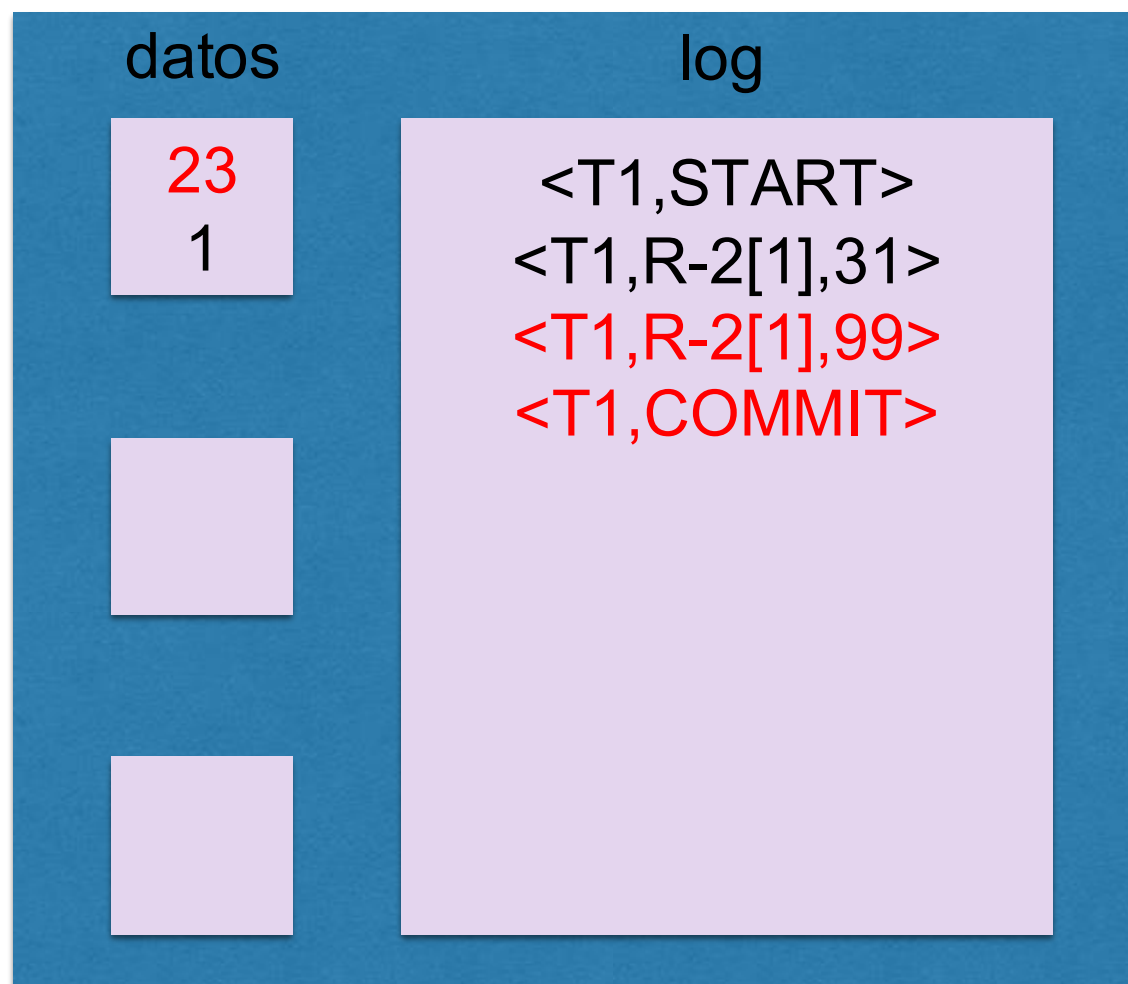 datos
log
23
1
<T1,START>
<T1,R-2[1],31>
<T1,R-2[1],99>
<T1,COMMIT>